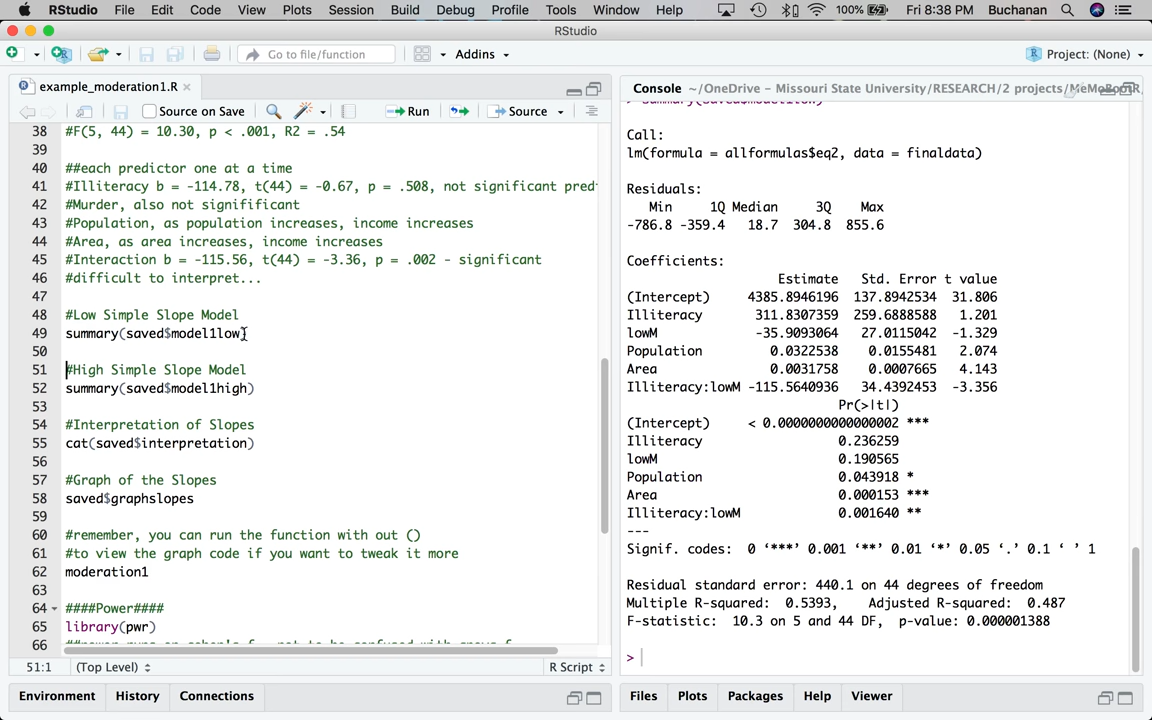 RStudio File Edit Code View Plots Session Build Debug Profile Tools Window Help 100% Fri 8:38 PM Buchanan
RStudio
Go to file/function Addins Project: (None)
example_moderation1.R
Source on Save Run Source
38 #F(5, 44) = 10.30, p < .001, R2 = .54
39
40 ##each predictor one at a time
41 #Illiteracy b = -114.78, t(44) = -0.67, p = .508, not significant pred
42 #Murder, also not signifificant
43 #Population, as population increases, income increases
44 #Area, as area increases, income increases
45 #Interaction b = -115.56, t(44) = -3.36, p = .002 - significant
46 #difficult to interpret...
47
48 #Low Simple Slope Model
49 summary(saved$model1low)
50
51 #High Simple Slope Model
52 summary(saved$model1high)
53
54 #Interpretation of Slopes
55 cat(saved$interpretation)
56
57 #Graph of the Slopes
58 saved$graphslopes
59
60 #remember, you can run the function with out ()
61 #to view the graph code if you want to tweak it more
62 moderation1
63
64 ####Power####
65 library(pwr)
66
51:1 (Top Level) R Script
Environment History Connections
Console ~/OneDrive – Missouri State University/RESEARCH/2 projects/MeMoBootR
> summary(saved$model1low)
Call:
lm(formula = allformulas$eq2, data = finaldata)
Residuals:
Min 1Q Median 3Q Max
-786.8 -359.4 18.7 304.8 855.6
Coefficients:
Estimate Std. Error t value
(Intercept) 4385.8946196 137.8942534 31.806
Illiteracy 311.8307359 259.6888588 1.201
lowM -35.9093064 27.0115042 -1.329
Population 0.0322538 0.0155481 2.074
Area 0.0031758 0.0007665 4.143
Illiteracy:lowM -115.5640936 34.4392453 -3.356
Pr(>|t|)
(Intercept) < 0.0000000000000002 ***
Illiteracy 0.236259
lowM 0.190565
Population 0.043918 *
Area 0.000153 ***
Illiteracy:lowM 0.001640 **
---
Signif. codes: 0 ‘***’ 0.001 ‘**’ 0.01 ‘*’ 0.05 ‘.’ 0.1 ‘ ’ 1
Residual standard error: 440.1 on 44 degrees of freedom
Multiple R-squared: 0.5393, Adjusted R-squared: 0.487
F-statistic: 10.3 on 5 and 44 DF, p-value: 0.000001388
>
Files Plots Packages Help Viewer